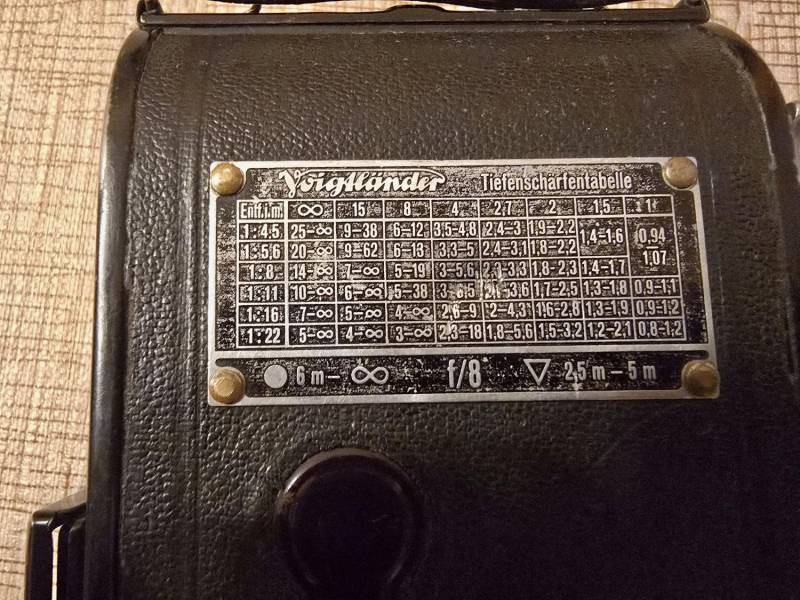 Voigtländer Tiefenschärfentabelle
Entf.i.m. ∞ 15 8 4 2,7 2 1,5 1
1:4,5 25-∞ 9-38 6-12 3,5-4,8 2,4-3 1,9-2,2 1,4-1,6 0,94
1:5,6 20-∞ 9-62 6-13 3,3-5 2,4-3,1 1,8-2,2 1,07
1:8 14-∞ 7-∞ 5-19 3-5,6 2,3-3,3 1,8-2,3 1,4-1,7
1:11 10-∞ 6-∞ 5-38 1,7-2,5 1,3-1,8 0,9-1,1
1:16 7-∞ 5-∞ 4-∞ 2,6-9 2-4,3 1,6-2,8 1,3-1,9 0,9-1,2
1:22 5-∞ 4-∞ 3-∞ 2,3-18 1,8-5,6 1,5-3,2 1,2-2,1 0,8-1,2
● 6 m-∞ f/8 ▽ 2,5 m-5 m